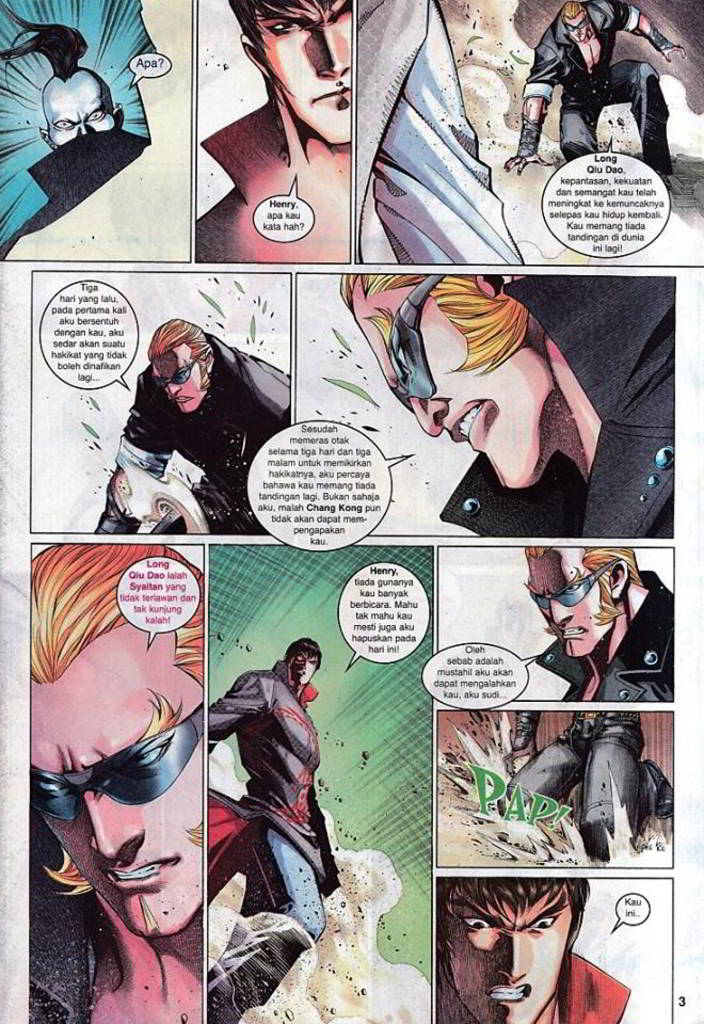 Apa?
Henry,
apa kau
kata hah?
Long
Qiu Dao,
kepantasan, kekuatan
dan semangat kau telah
meningkat ke kemuncaknya
selepas kau hidup kembali.
Kau memang tiada
tandingan di dunia
ini lagi!
Tiga
hari yang lalu,
pada pertama kali
aku bersentuh
dengan kau, aku
sedar akan suatu
hakikat yang tidak
boleh dinafikan
lagi...
Sesudah
memeras otak
selama tiga hari dan tiga
malam untuk memikirkan
hakikatnya, aku percaya
bahawa kau memang tiada
tandingan lagi. Bukan sahaja
aku, malah Chang Kong pun
tidak akan dapat mem-
pengapakan
kau.
Long
Qiu Dao ialah
Syaitan yang
tidak terlawan dan
tak kunjung
kalah!
Henry,
tiada gunanya
kau banyak
berbicara. Mahu
tak mahu kau
mesti juga aku
hapuskan pada
hari ini!
Oleh
sebab adalah
mustahil aku akan dapat
mengalahkan
kau, aku sudi...
PAP!
Kau
ini..
3